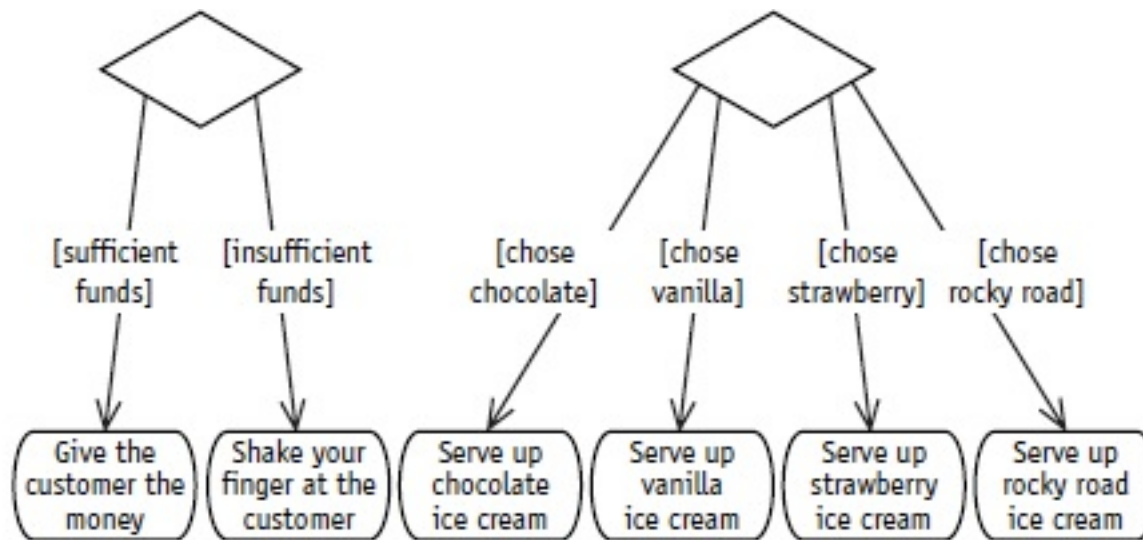 [sufficient
funds]
[insufficient
funds]
[chose
chocolate]
[chose
vanilla]
[chose
strawberry]
[chose
rocky road]
Give the
customer the
money
Shake your
finger at the
customer
Serve up
chocolate
ice cream
Serve up
vanilla
ice cream
Serve up
strawberry
ice cream
Serve up
rocky road
ice cream